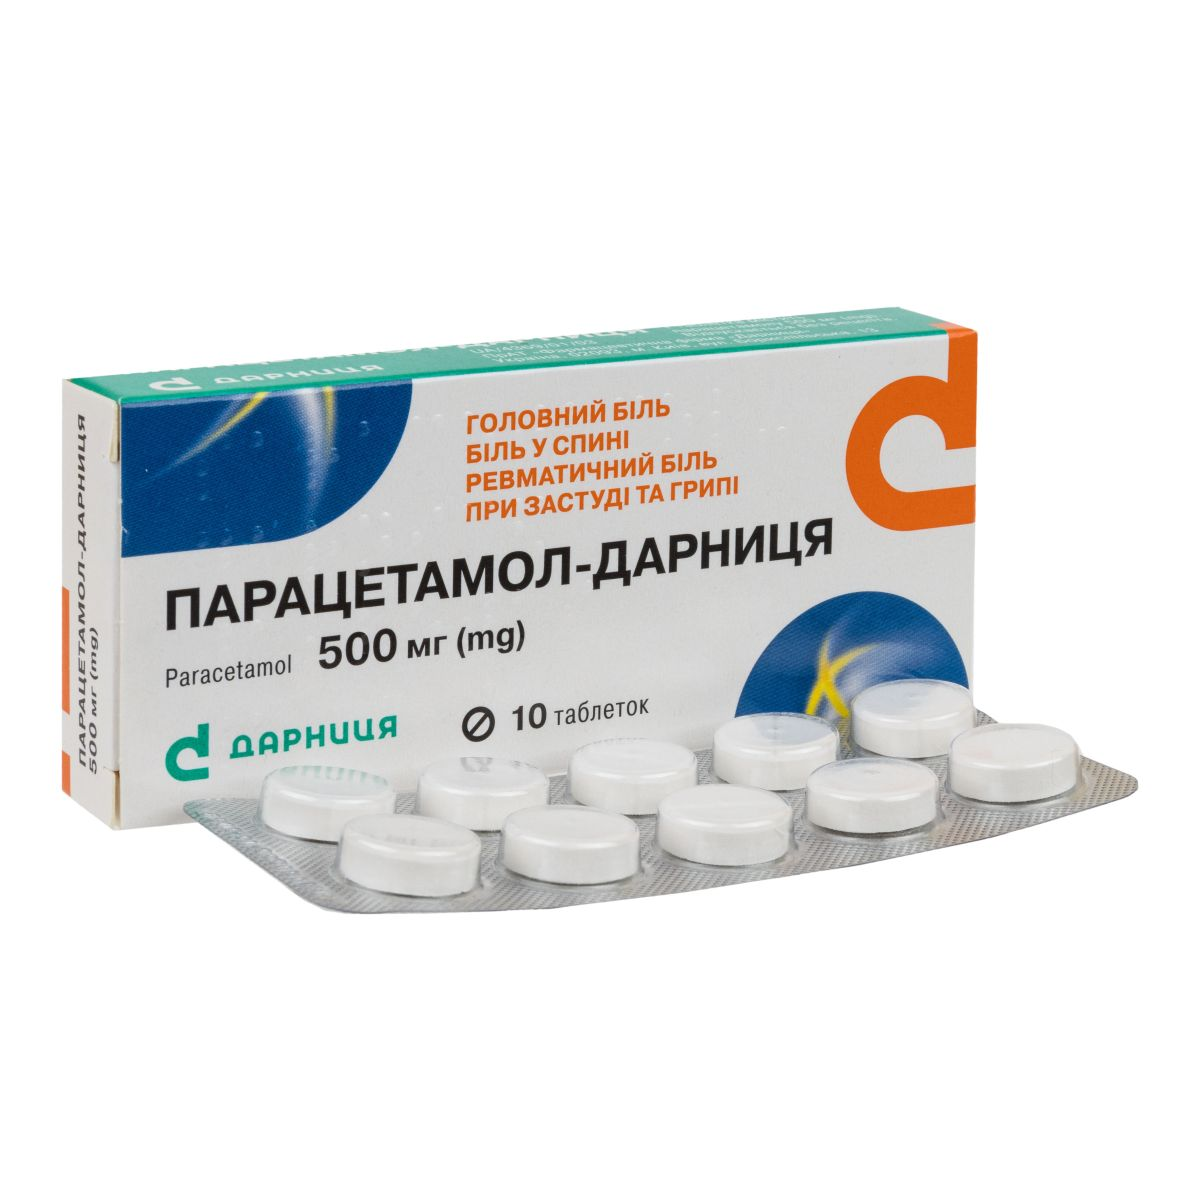 ДАРНИЦЯ
ГОЛОВНИЙ БІЛЬ
БІЛЬ У СПИНІ
РЕВМАТИЧНИЙ БІЛЬ
ПРИ ЗАСТУДІ ТА ГРИПІ
ПАРАЦЕТАМОЛ-ДАРНИЦЯ
Paracetamol 500 мг (mg)
ДАРНИЦЯ
10 таблеток
ПАРАЦЕТАМОЛ-ДАРНИЦЯ
500 мг (mg)